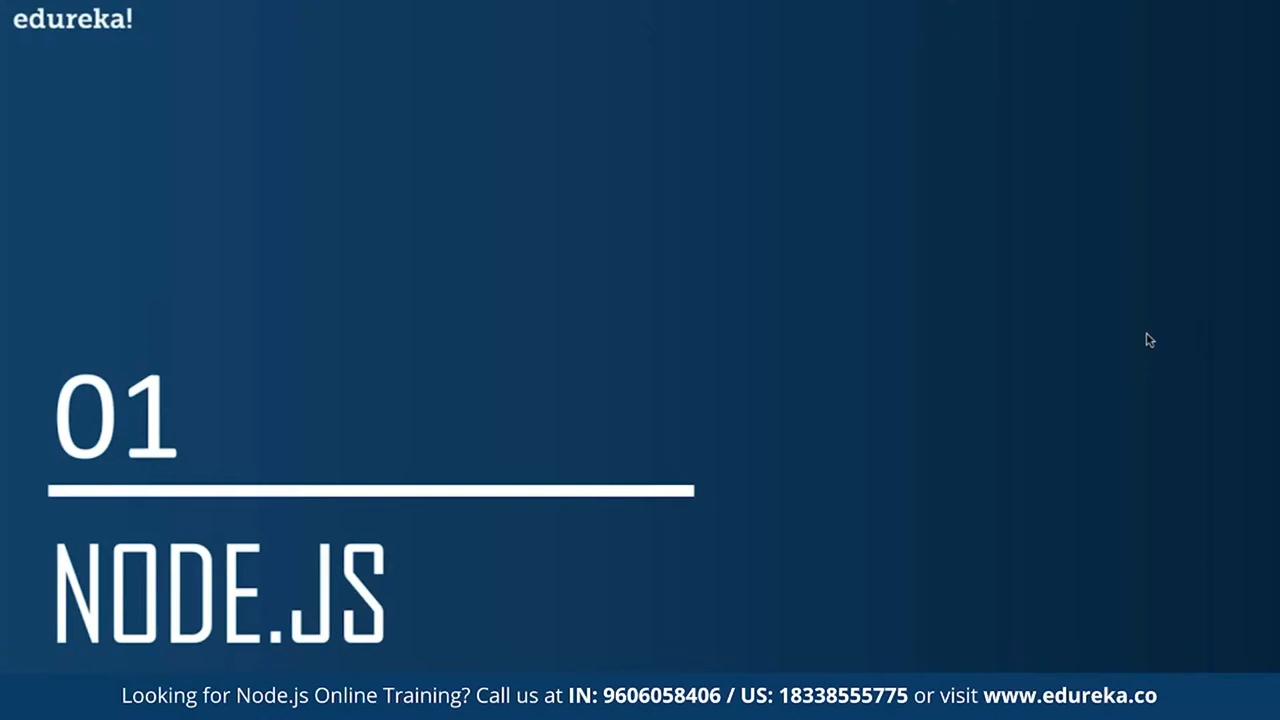 edureka!
01
NODE.JS
Looking for Node.js Online Training? Call us at IN: 9606058406 / US: 18338555775 or visit www.edureka.co